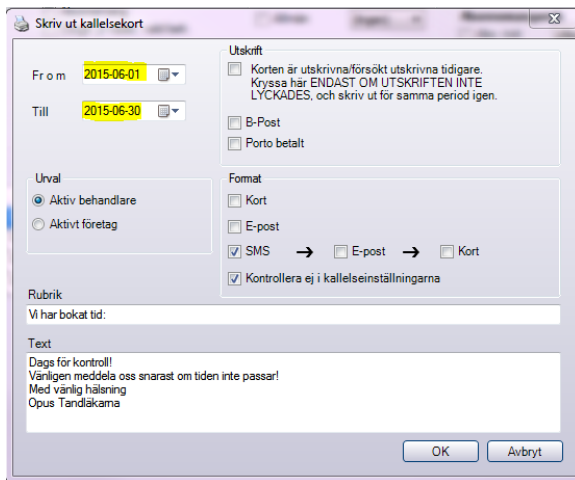 Skriv ut kallelsekort
Fr o m
2015-06-01
Till
2015-06-30
Utskrift
Korten är utskrivna/försökt utskrivna tidigare.
Kryssa här ENDAST OM UTSKRIFTEN INTE
LYCKADES, och skriv ut för samma period igen.
B-Post
Porto betalt
Urval
Aktiv behandlare
Aktivt företag
Format
Kort
E-post
SMS → E-post → Kort
Kontrollera ej i kallelseinställningarna
Rubrik
Vi har bokat tid:
Text
Dags för kontroll!
Vänligen meddela oss snarast om tiden inte passar!
Med vänlig hälsning
Opus Tandläkarna
OK Avbryt